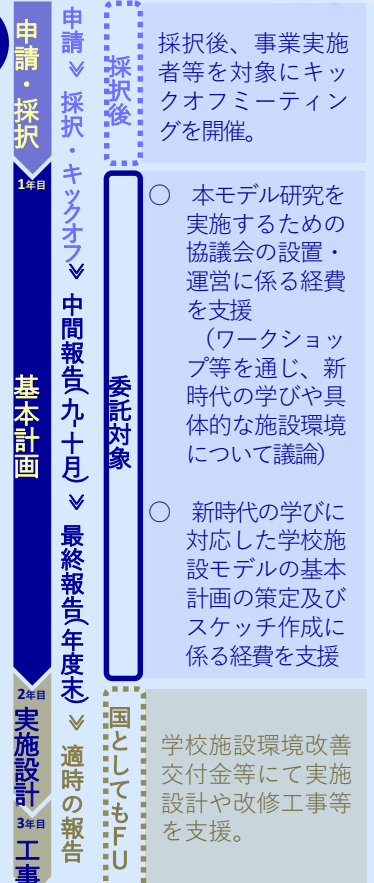 申請・採択
1年目
基本計画
2年目
実施設計
3年目
工事
申請 ≫ 採択・キックオフ ≫ 中間報告(九-十月) ≫ 最終報告(年度末) ≫ 適時の報告
採択後
採択後、事業実施
者等を対象にキッ
クオフミーティン
グを開催。
委託対象
○ 本モデル研究を
実施するための
協議会の設置・
運営に係る経費
を支援
(ワークショッ
プ等を通じ、新
時代の学びや具
体的な施設環境
について議論)
○ 新時代の学びに
対応した学校施
設モデルの基本
計画の策定及び
スケッチ作成に
係る経費を支援
国としてもFU
学校施設環境改善
交付金等にて実施
設計や改修工事等
を支援。